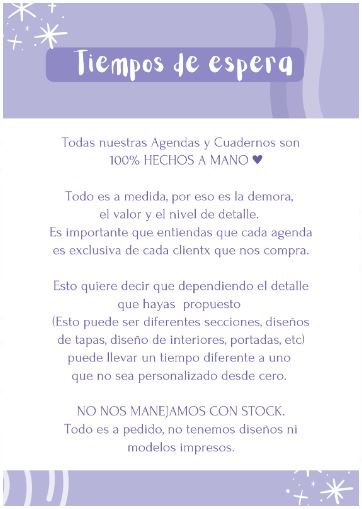 Tiempos de espera
Todas nuestras Agendas y Cuadernos son
100% HECHOS A MANO ♥
Todo es a medida, por eso es la demora,
el valor y el nivel de detalle.
Es importante que entiendas que cada agenda
es exclusiva de cada clientx que nos compra.
Esto quiere decir que dependiendo el detalle
que hayas propuesto
(Esto puede ser diferentes secciones, diseños
de tapas, diseño de interiores, portadas, etc)
puede llevar un tiempo diferente a uno
que no sea personalizado desde cero.
NO NOS MANEJAMOS CON STOCK.
Todo es a pedido, no tenemos diseños ni
modelos impresos.